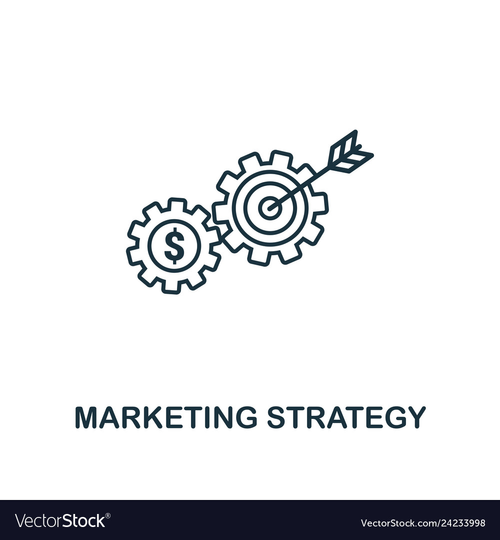 $
MARKETING STRATEGY
VectorStock®
VectorStock.com/24233998